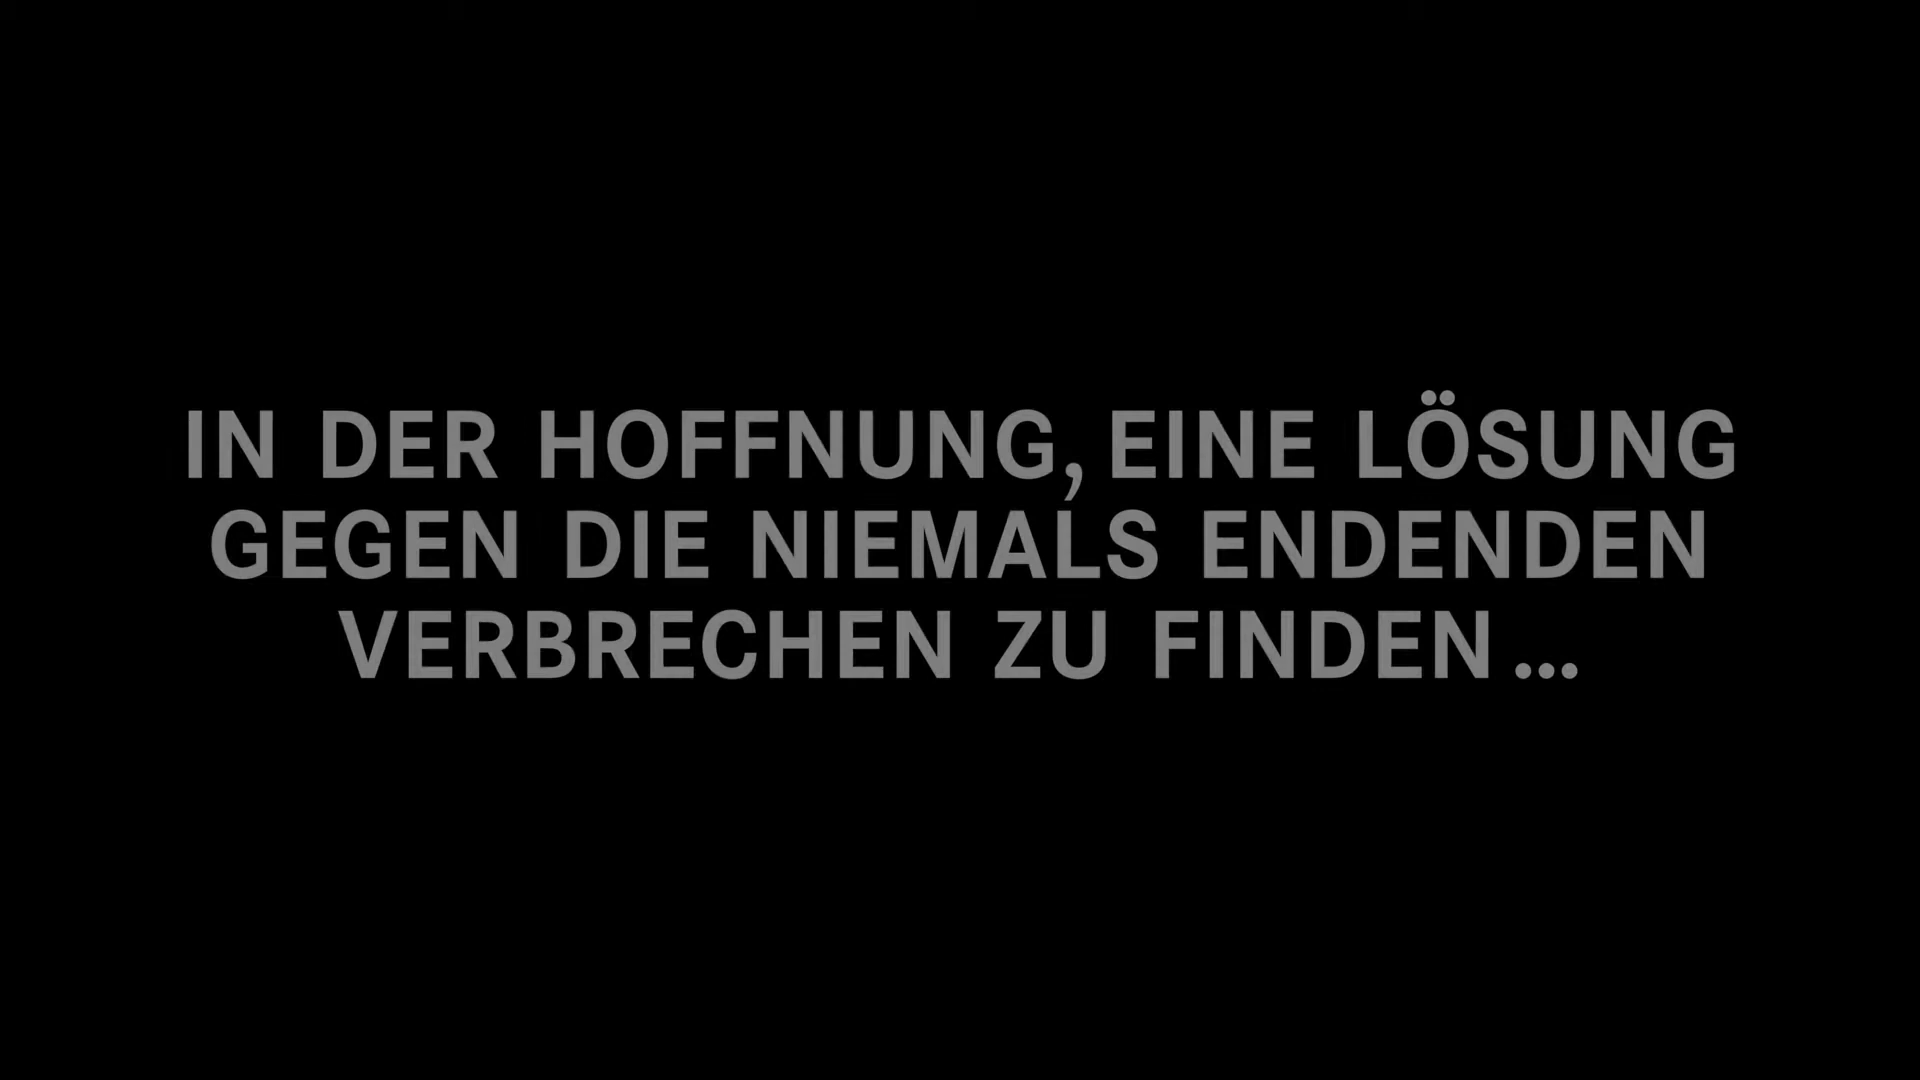 IN DER HOFFNUNG, EINE LÖSUNG
GEGEN DIE NIEMALS ENDENDEN
VERBRECHEN ZU FINDEN...